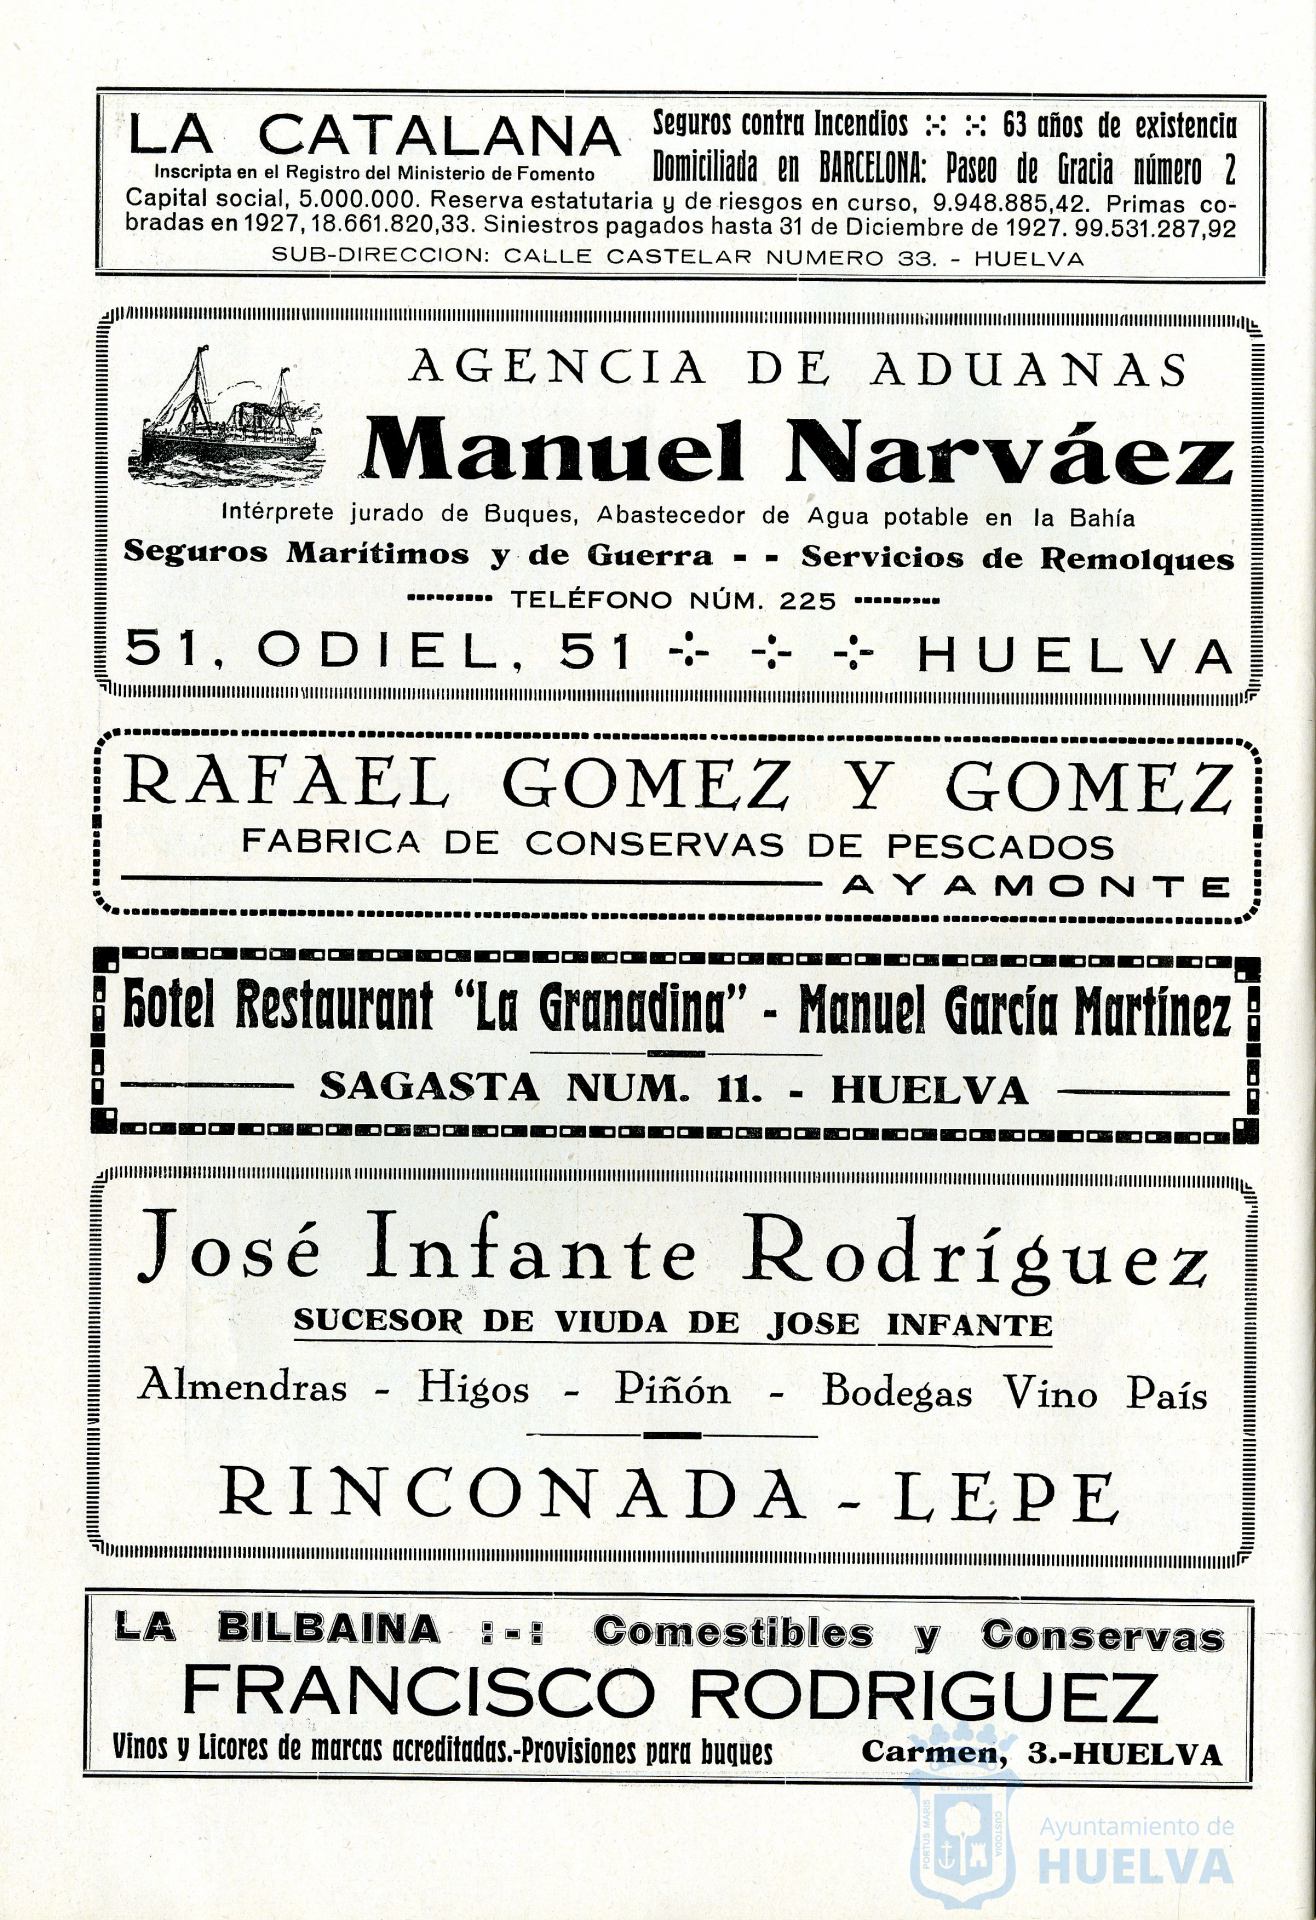 LA CATALANA
Inscripta en el Registro del Ministerio de Fomento
Seguros contra Incendios :-: :-: 63 años de existencia
Domiciliada en BARCELONA: Paseo de Gracia número 2
Capital social, 5.000.000. Reserva estatutaria y de riesgos en curso, 9.948.885,42. Primas co-
bradas en 1927, 18.661.820,33. Siniestros pagados hasta 31 de Diciembre de 1927. 99.531.287,92
SUB-DIRECCION: CALLE CASTELAR NUMERO 33. - HUELVA
AGENCIA DE ADUANAS
Manuel Narváez
Intérprete jurado de Buques, Abastecedor de Agua potable en la Bahía
Seguros Marítimos y de Guerra - - Servicios de Remolques
TELÉFONO NÚM. 225
51, ODIEL, 51 -:- -:- -:- HUELVA
RAFAEL GOMEZ Y GOMEZ
FABRICA DE CONSERVAS DE PESCADOS
AYAMONTE
Hotel Restaurant "La Granadina" - Manuel García Martínez
SAGASTA NUM. 11. - HUELVA
José Infante Rodríguez
SUCESOR DE VIUDA DE JOSE INFANTE
Almendras - Higos - Piñón - Bodegas Vino País
RINCONADA - LEPE
LA BILBAINA :-: Comestibles y Conservas
FRANCISCO RODRIGUEZ
Vinos y Licores de marcas acreditadas.-Provisiones para buques Carmen, 3.-HUELVA
PORTUS MARIS ET TERRAE CUSTODIA
Ayuntamiento de
HUELVA